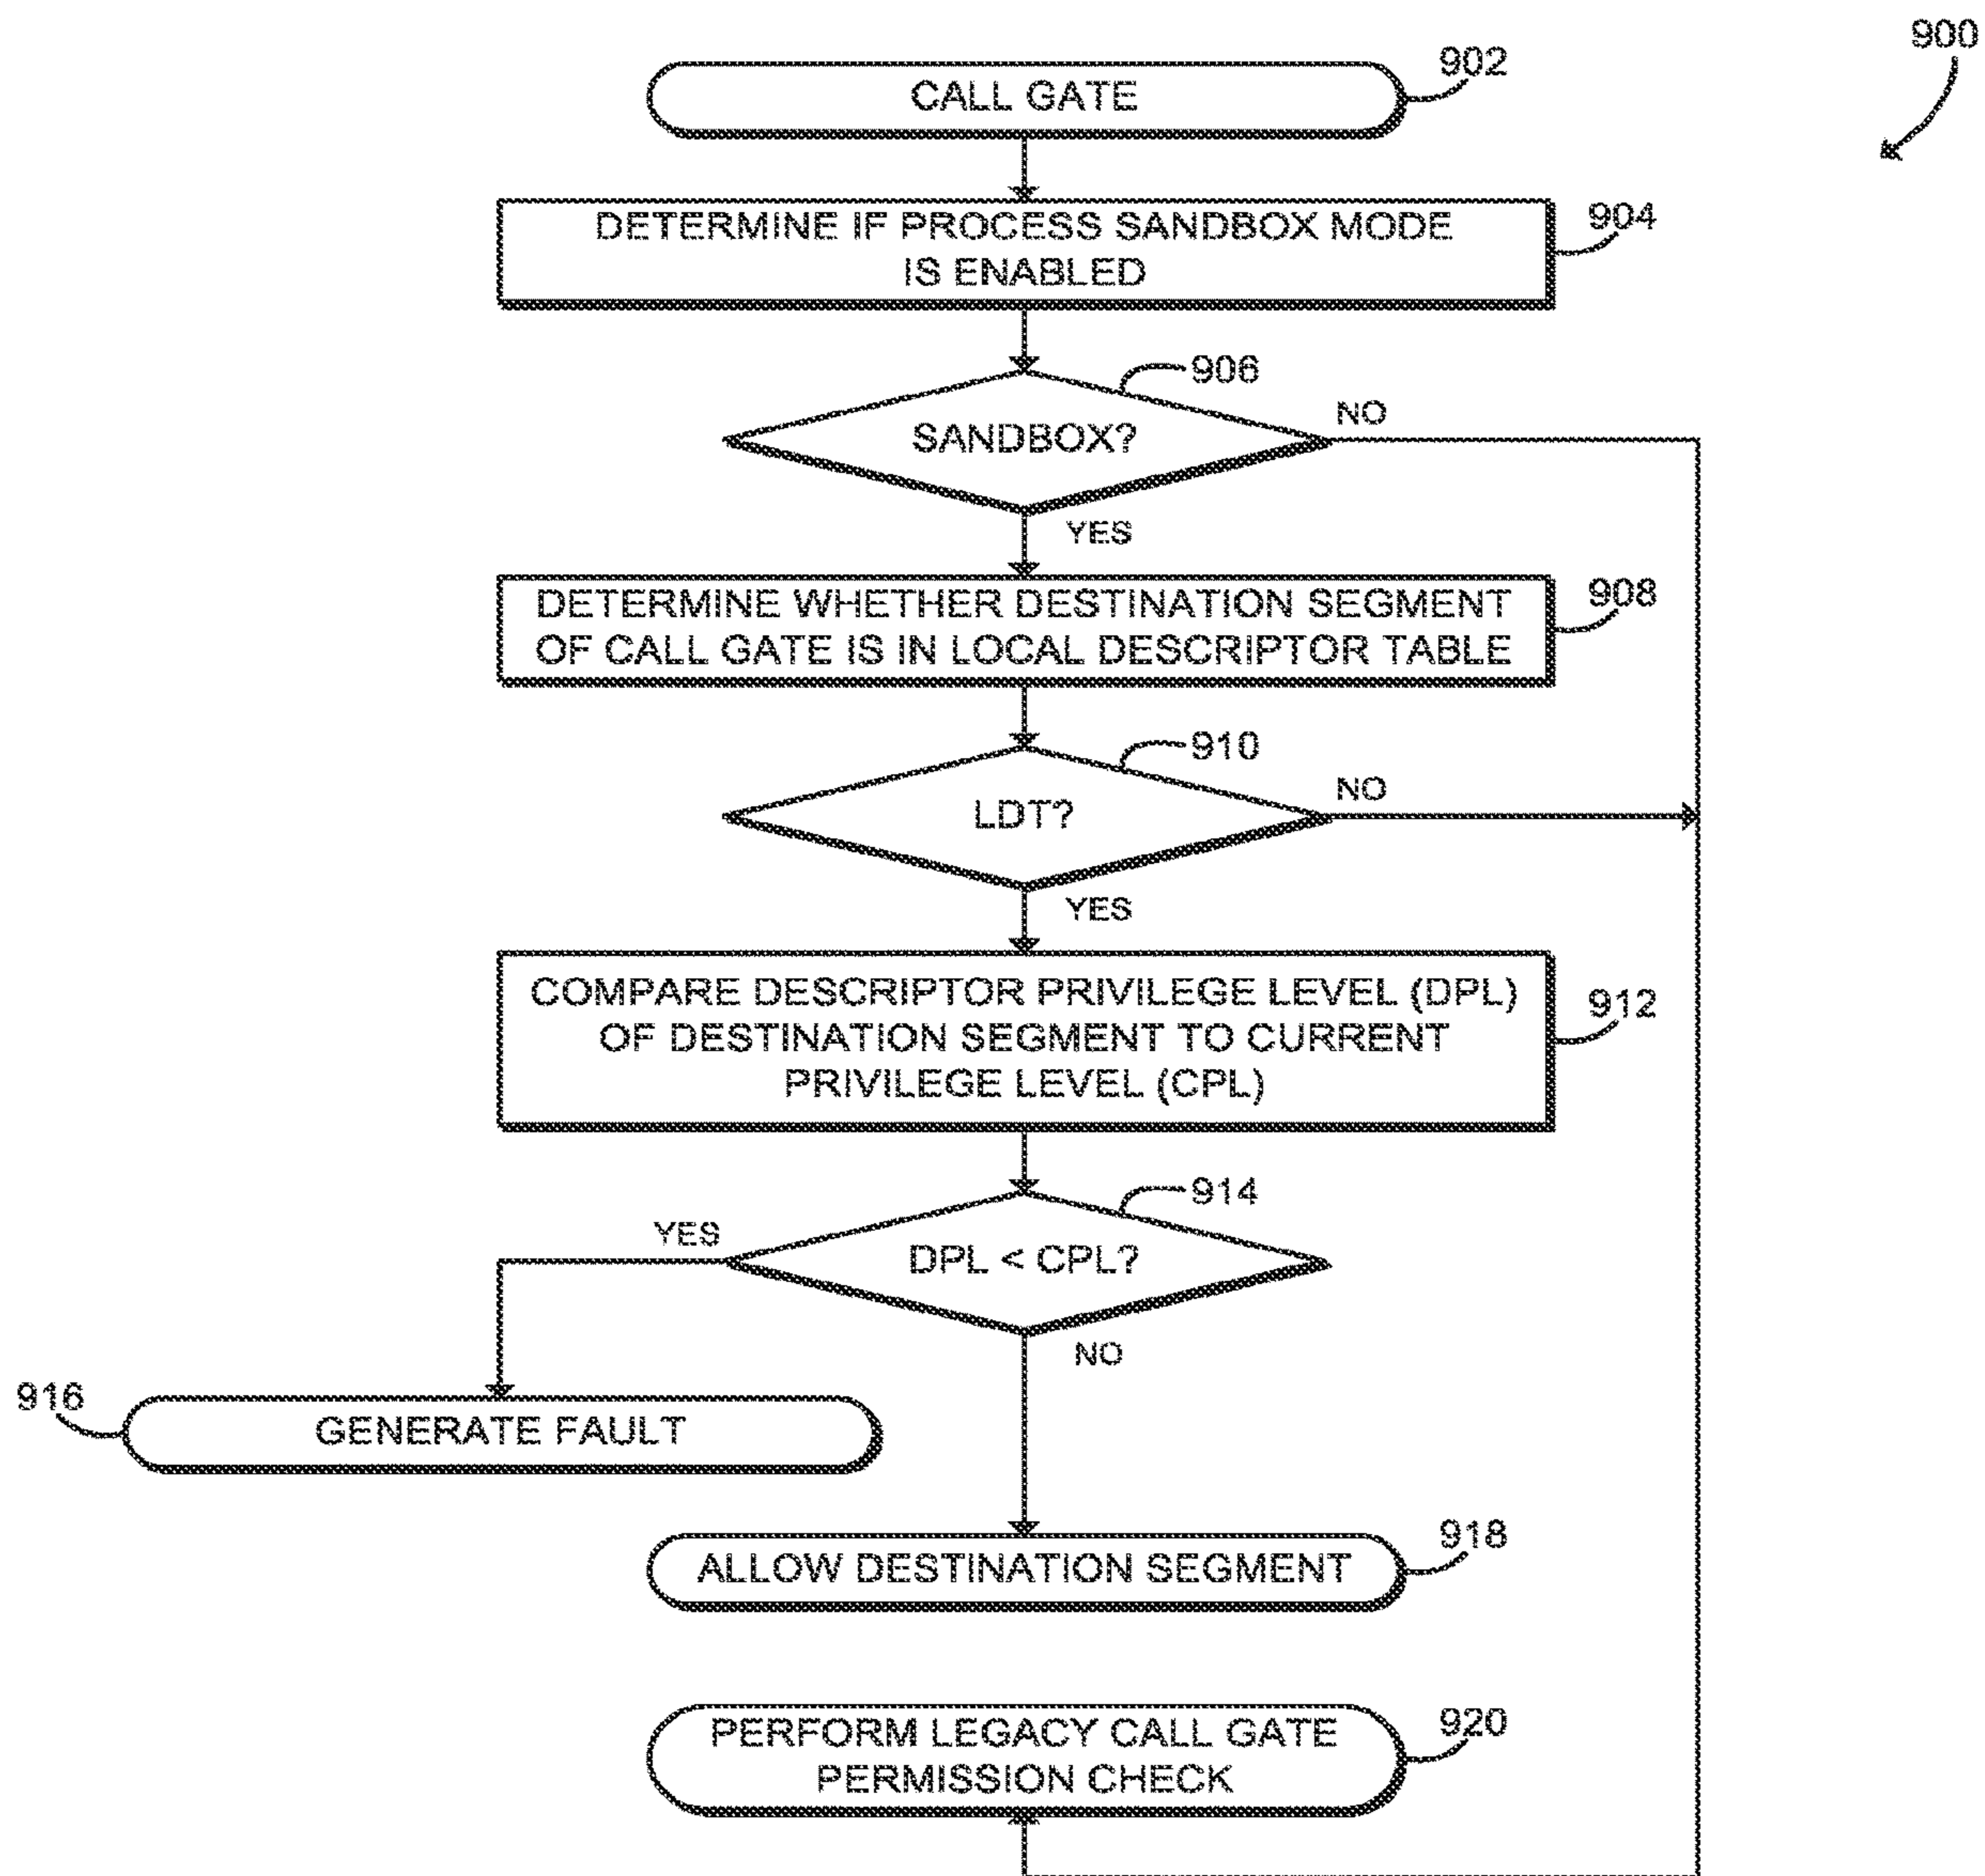 900
CALL GATE
902
DETERMINE IF PROCESS SANDBOX MODE
IS ENABLED
904
906
SANDBOX?
NO
YES
DETERMINE WHETHER DESTINATION SEGMENT
OF CALL GATE IS IN LOCAL DESCRIPTOR TABLE
908
910
LDT?
NO
YES
COMPARE DESCRIPTOR PRIVILEGE LEVEL (DPL)
OF DESTINATION SEGMENT TO CURRENT
PRIVILEGE LEVEL (CPL)
912
914
YES
DPL < CPL?
NO
916
GENERATE FAULT
ALLOW DESTINATION SEGMENT
918
PERFORM LEGACY CALL GATE
PERMISSION CHECK
920